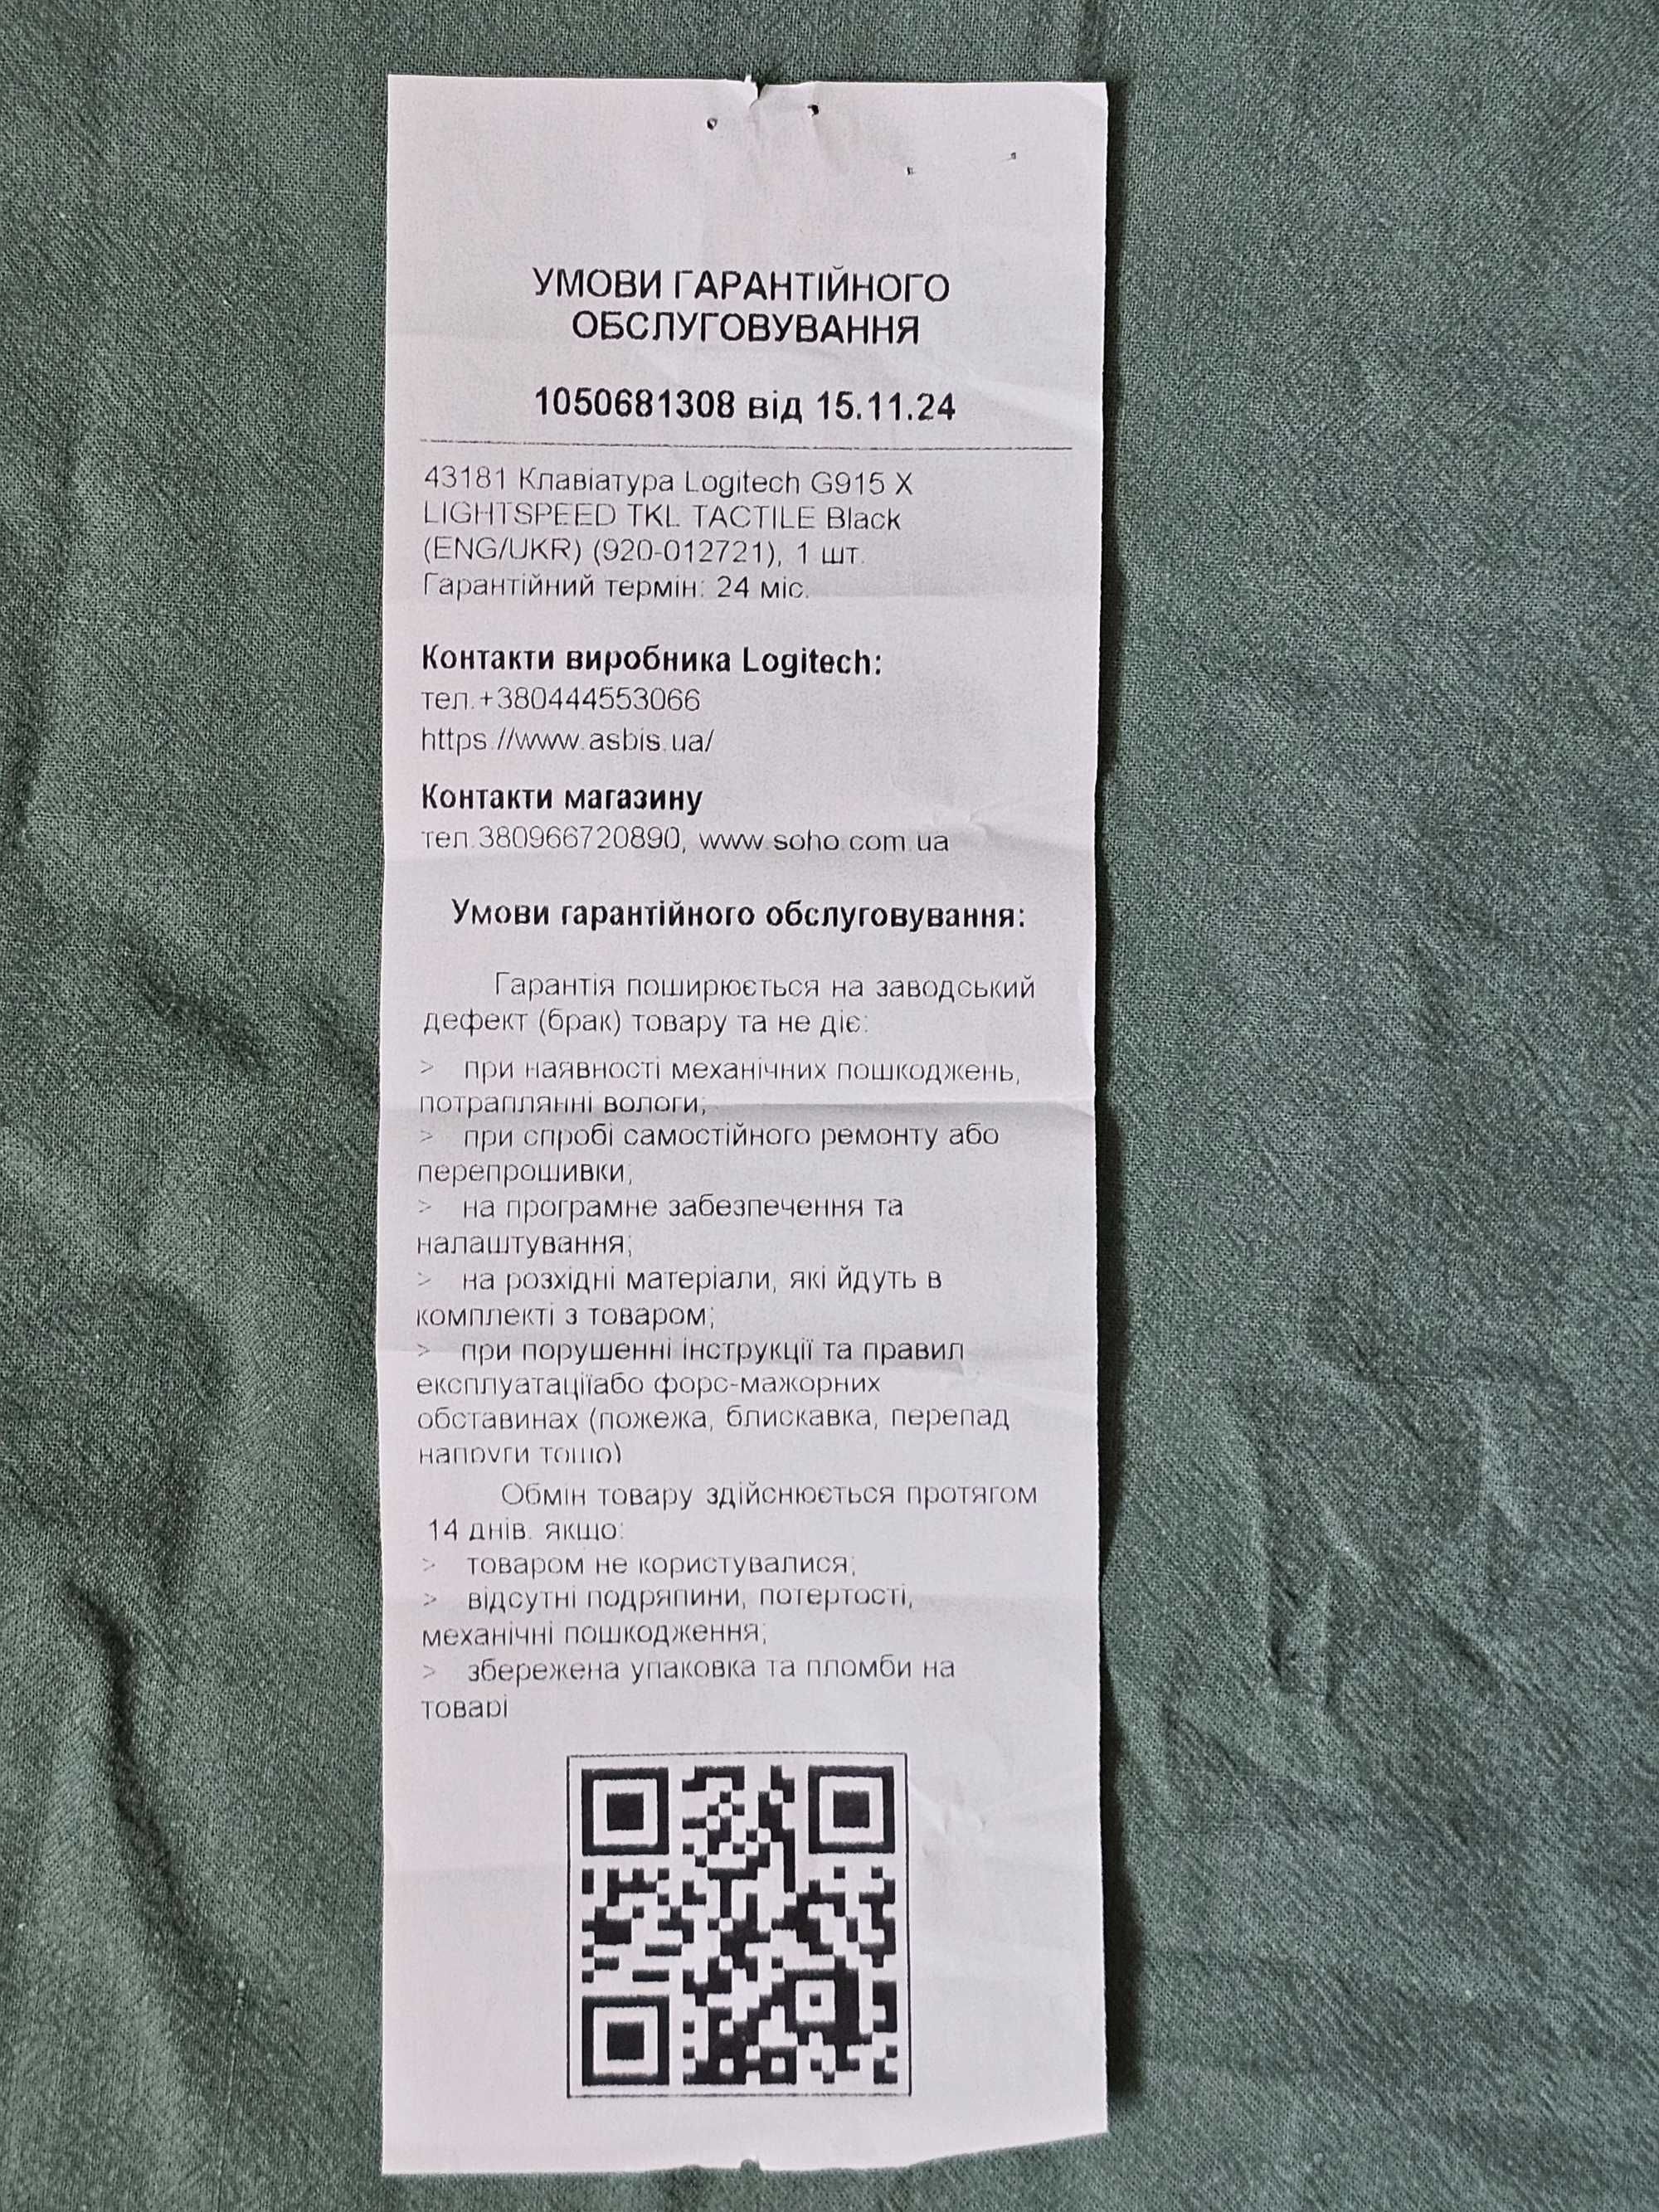 УМОВИ ГАРАНТІЙНОГО
ОБСЛУГОВУВАННЯ
1050681308 від 15.11.24
43181 Клавіатура Logitech G915 X
LIGHTSPEED TKL TACTILE Black
(ENG/UKR) (920-012721), 1 шт.
Гарантійний термін: 24 міс.
Контакти виробника Logitech:
тел.+380444553066
https://www.asbis.ua/
Контакти магазину
тел.380966720890, www.soho.com.ua
Умови гарантійного обслуговування:
Гарантія поширюється на заводський
дефект (брак) товару та не діє:
> при наявності механічних пошкоджень,
потраплянні вологи;
> при спробі самостійного ремонту або
перепрошивки;
> на програмне забезпечення та
налаштування;
> на розхідні матеріали, які йдуть в
комплекті з товаром;
> при порушенні інструкції та правил
експлуатаціїабо форс-мажорних
обставинах (пожежа, блискавка, перепад
напруги тощо)
Обмін товару здійснюється протягом
14 днів. якщо:
> товаром не користувалися;
> відсутні подряпини, потертості,
механічні пошкодження;
> збережена упаковка та пломби на
товарі